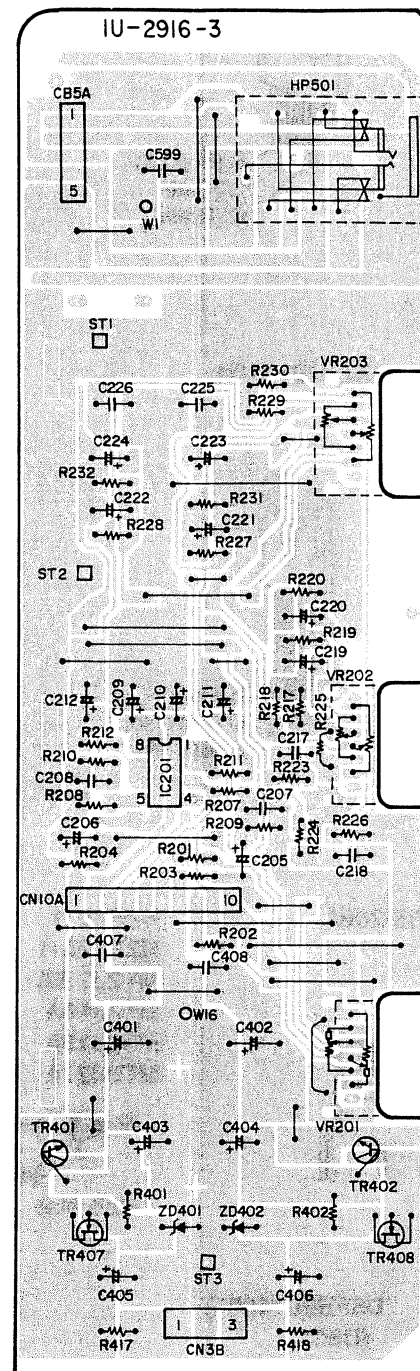 1U-2916-3
CB5A
HP501
1
C599
5
W1
ST1
R230
VR203
C226
C225
R229
C224
C223
R232
C222
R231
C221
R228
R227
ST2
R220
C220
R219
C219
VR202
C212
C209
C210
C211
R218
R217
R225
R212
8
1
C217
R210
IC201
R211
C208
R223
R208
5
4
R207
C207
C206
R209
R224
R226
R204
R201
C205
C218
R203
CN10A
1
10
R202
C407
C408
W16
C401
C402
TR401
C403
C404
VR201
TR402
R401
ZD401
ZD402
R402
TR407
TR408
ST3
C405
C406
1
3
R417
CN3B
R418